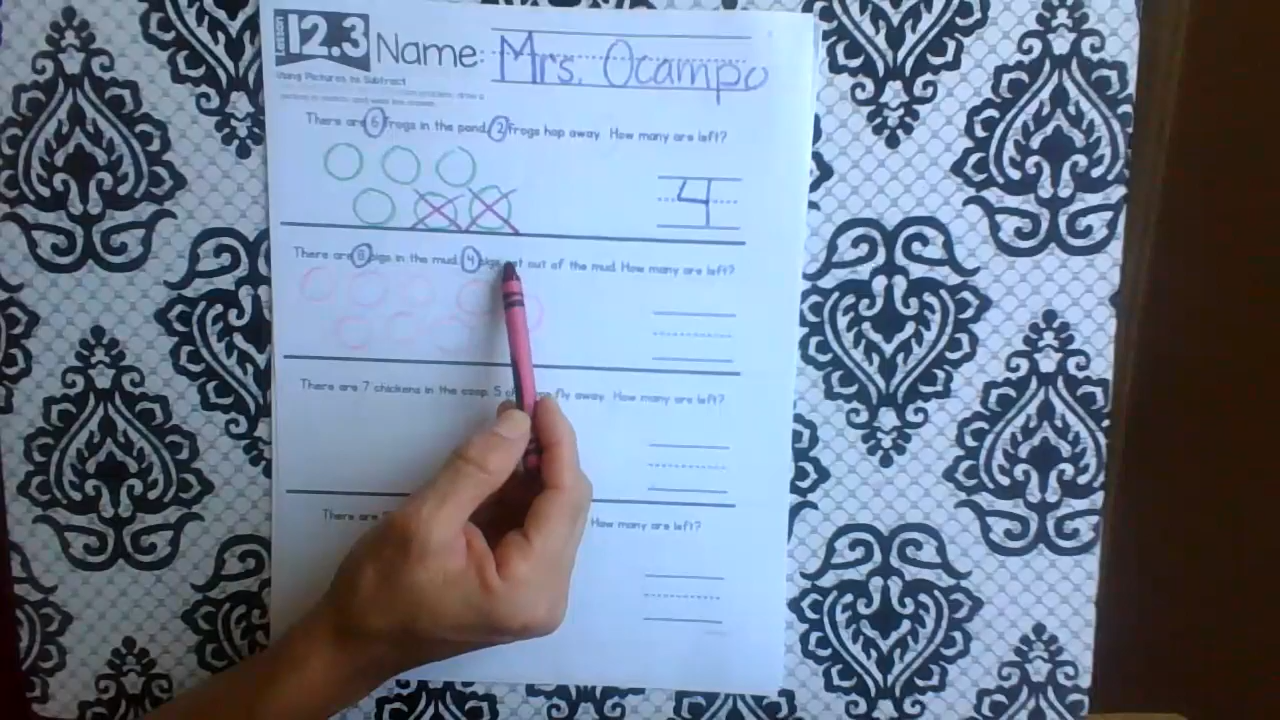 LESSON
12.3 Name: Mrs. Ocampo
Using Pictures to Subtract
There are 6 frogs in the pond. 2 frogs hop away. How many are left?
4
There are 8 pigs in the mud. 4 pigs get out of the mud. How many are left?
There are 7 chickens in the coop. 5 chickens fly away. How many are left?
There are
How many are left?